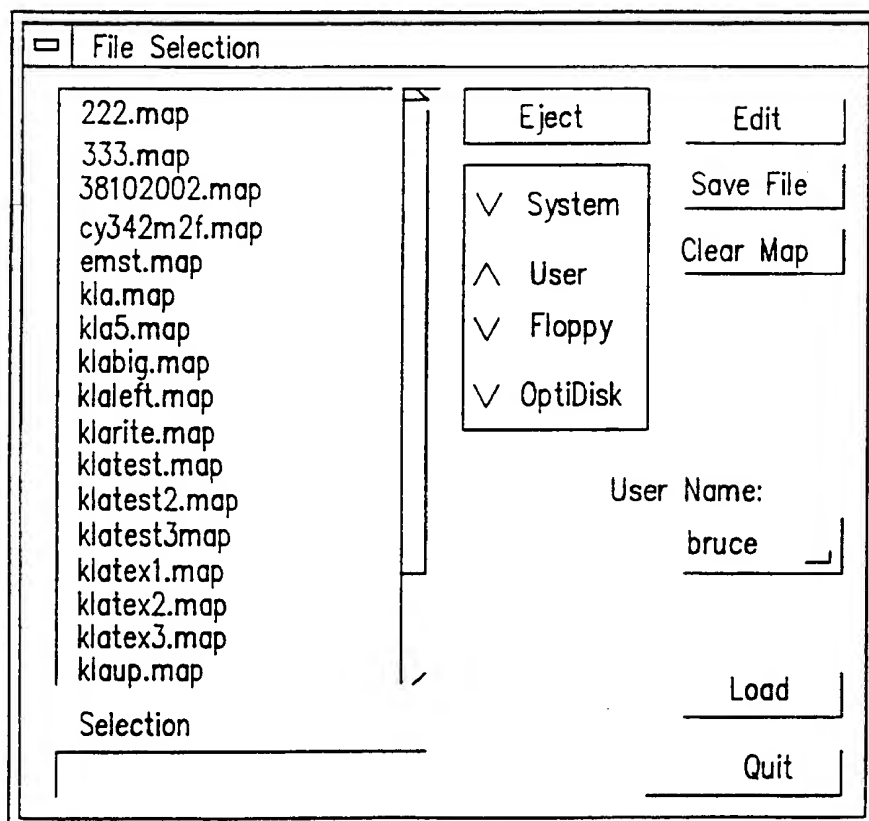 File Selection
222.map
333.map
38102002.map
cy342m2f.map
emst.map
kla.map
kla5.map
klabig.map
klaleft.map
klarite.map
klatest.map
klatest2.map
klatest3map
klatex1.map
klatex2.map
klatex3.map
klaup.map
Selection
Eject
System
User
Floppy
OptiDisk
Edit
Save File
Clear Map
User Name:
bruce
Load
Quit